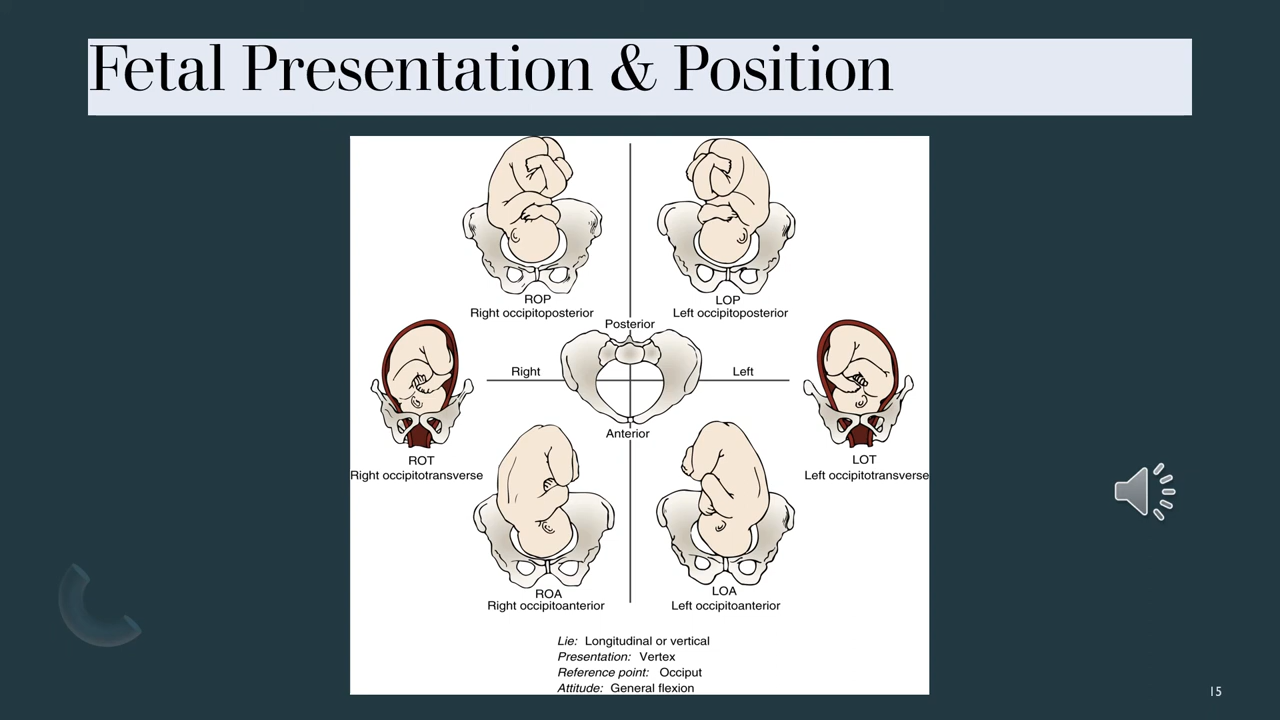 Fetal Presentation & Position
ROP
Right occipitoposterior
LOP
Left occipitoposterior
Posterior
Right
Left
Anterior
ROT
Right occipitotransverse
LOT
Left occipitotransverse
ROA
Right occipitoanterior
LOA
Left occipitoanterior
Lie: Longitudinal or vertical
Presentation: Vertex
Reference point: Occiput
Attitude: General flexion
15